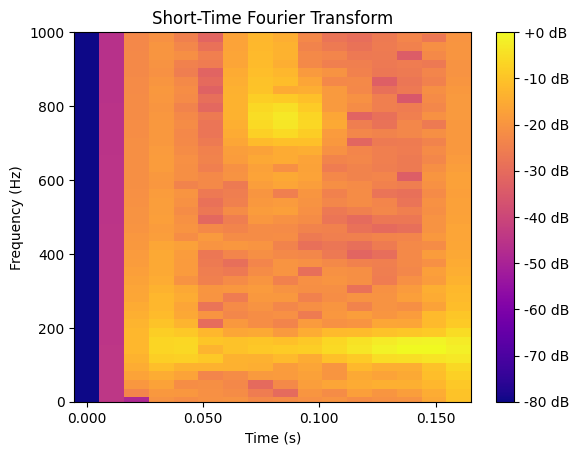 Short-Time Fourier Transform
1000
800
600
400
200
0
Frequency (Hz)
0.000
0.050
0.100
0.150
Time (s)
+0 dB
-10 dB
-20 dB
-30 dB
-40 dB
-50 dB
-60 dB
-70 dB
-80 dB